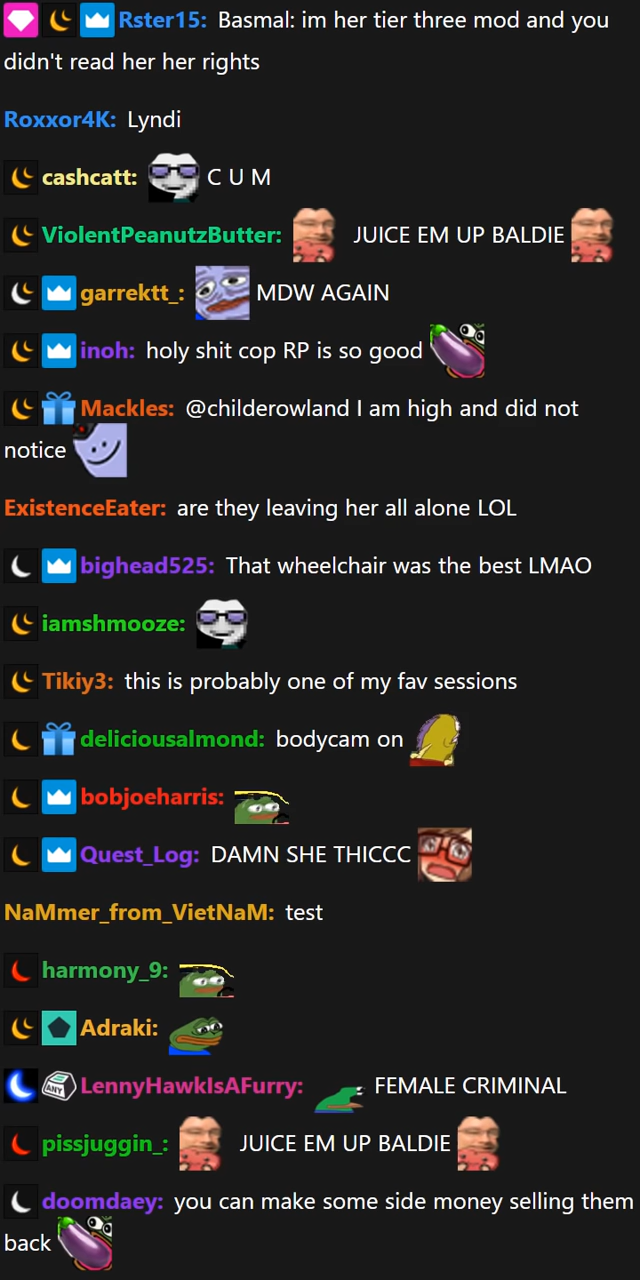 Rster15: Basmal: im her tier three mod and you
didn't read her her rights
Roxxor4K: Lyndi
cashcatt: C U M
ViolentPeanutzButter: JUICE EM UP BALDIE
garrektt_: MDW AGAIN
inoh: holy shit cop RP is so good
Mackles: @childerowland I am high and did not
notice
ExistenceEater: are they leaving her all alone LOL
bighead525: That wheelchair was the best LMAO
iamshmooze:
Tikiy3: this is probably one of my fav sessions
deliciousalmond: bodycam on
bobjoeharris:
Quest_Log: DAMN SHE THICCC
NaMmer_from_VietNaM: test
harmony_9:
Adraki:
ANY LennyHawkIsAFurry: FEMALE CRIMINAL
pissjuggin_: JUICE EM UP BALDIE
doomdaey: you can make some side money selling them
back